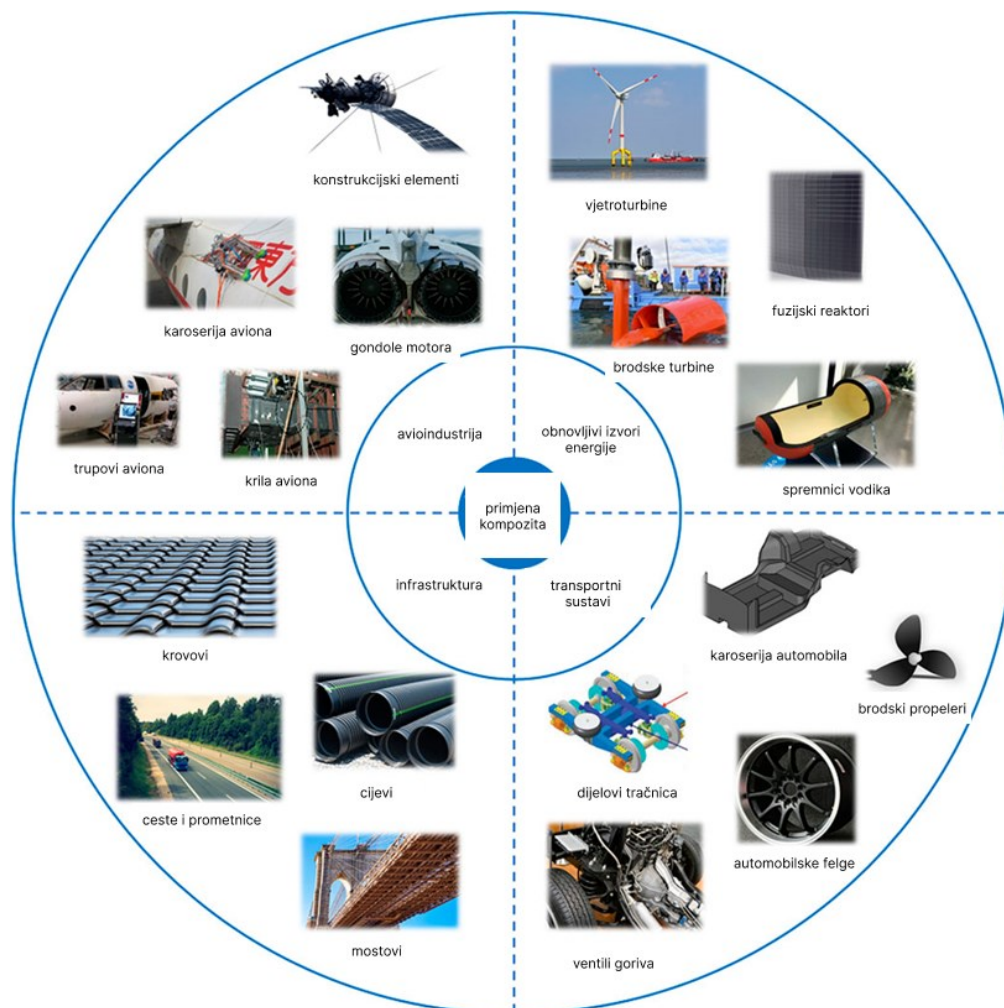 konstrukcijski elementi
karoserija aviona
gondole motora
trupovi aviona
krila aviona
avioindustrija
vjetroturbine
fuzijski reaktori
brodske turbine
spremnici vodika
obnovljivi izvori
energije
primjena
kompozita
infrastruktura
krovovi
ceste i prometnice
cijevi
mostovi
transportni
sustavi
karoserija automobila
brodski propeleri
dijelovi tračnica
automobilske felge
ventili goriva